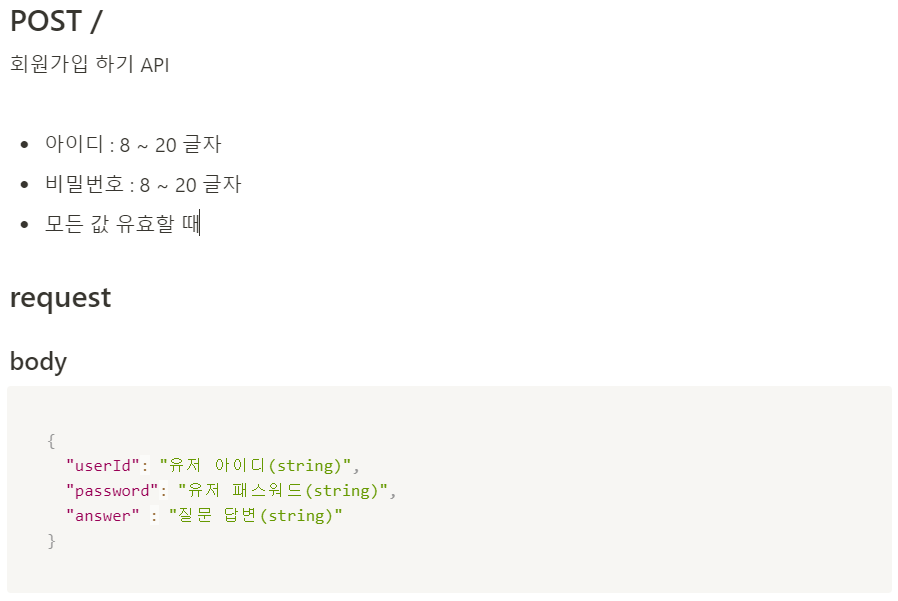 POST /
회원가입 하기 API
• 아이디 : 8 ~ 20 글자
• 비밀번호 : 8 ~ 20 글자
• 모든 값 유효할 때
request
body
{
"userId": "유저 아이디(string)",
"password": "유저 패스워드(string)",
"answer" : "질문 답변(string)"
}